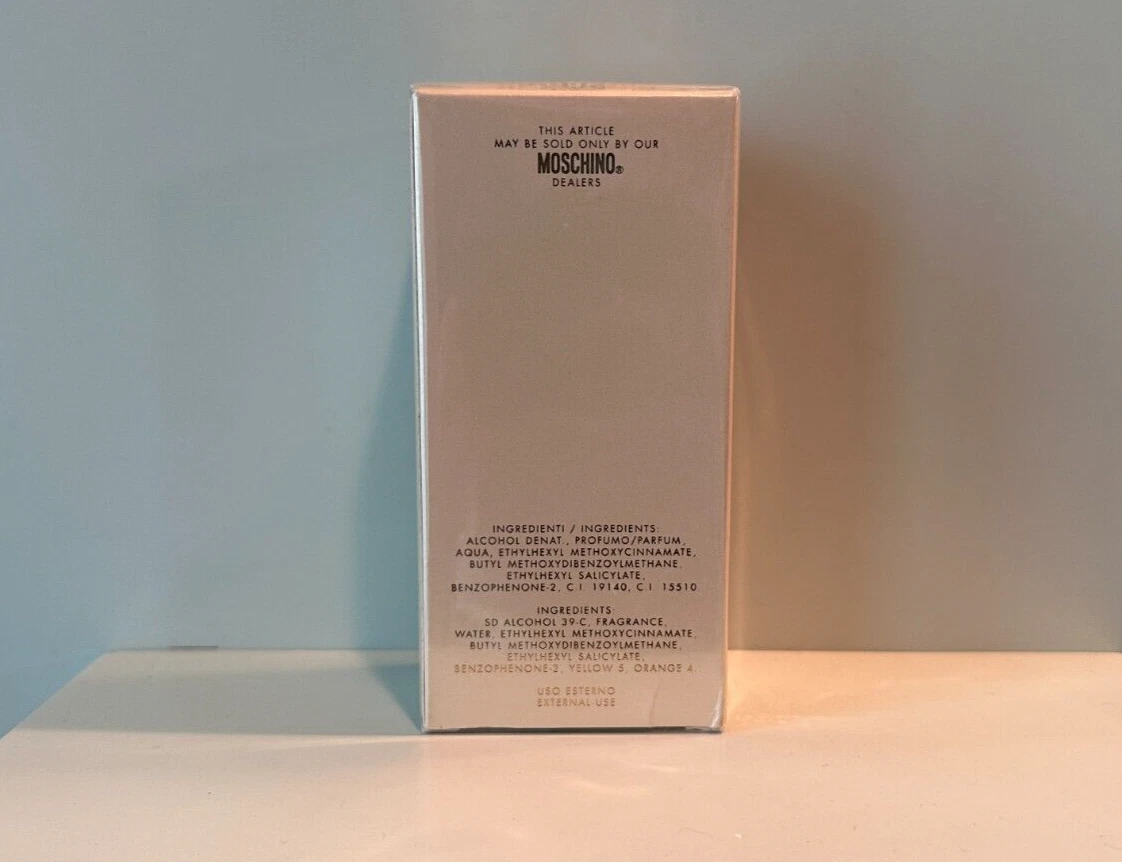 THIS ARTICLE
MAY BE SOLD ONLY BY OUR
MOSCHINO®
DEALERS
INGREDIENTI / INGREDIENTS:
ALCOHOL DENAT., PROFUMO/PARFUM,
AQUA, ETHYLHEXYL METHOXYCINNAMATE,
BUTYL METHOXYDIBENZOYLMETHANE,
ETHYLHEXYL SALICYLATE,
BENZOPHENONE-2, C.I. 19140, C.I. 15510
INGREDIENTS:
SD ALCOHOL 39-C, FRAGRANCE,
WATER, ETHYLHEXYL METHOXYCINNAMATE,
BUTYL METHOXYDIBENZOYLMETHANE,
ETHYLHEXYL SALICYLATE,
BENZOPHENONE-2, YELLOW 5, ORANGE 4.
USO ESTERNO
EXTERNAL USE